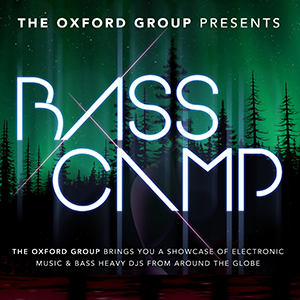 THE OXFORD GROUP PRESENTS
BASS
CAMP
THE OXFORD GROUP BRINGS YOU A SHOWCASE OF ELECTRONIC
MUSIC & BASS HEAVY DJS FROM AROUND THE GLOBE